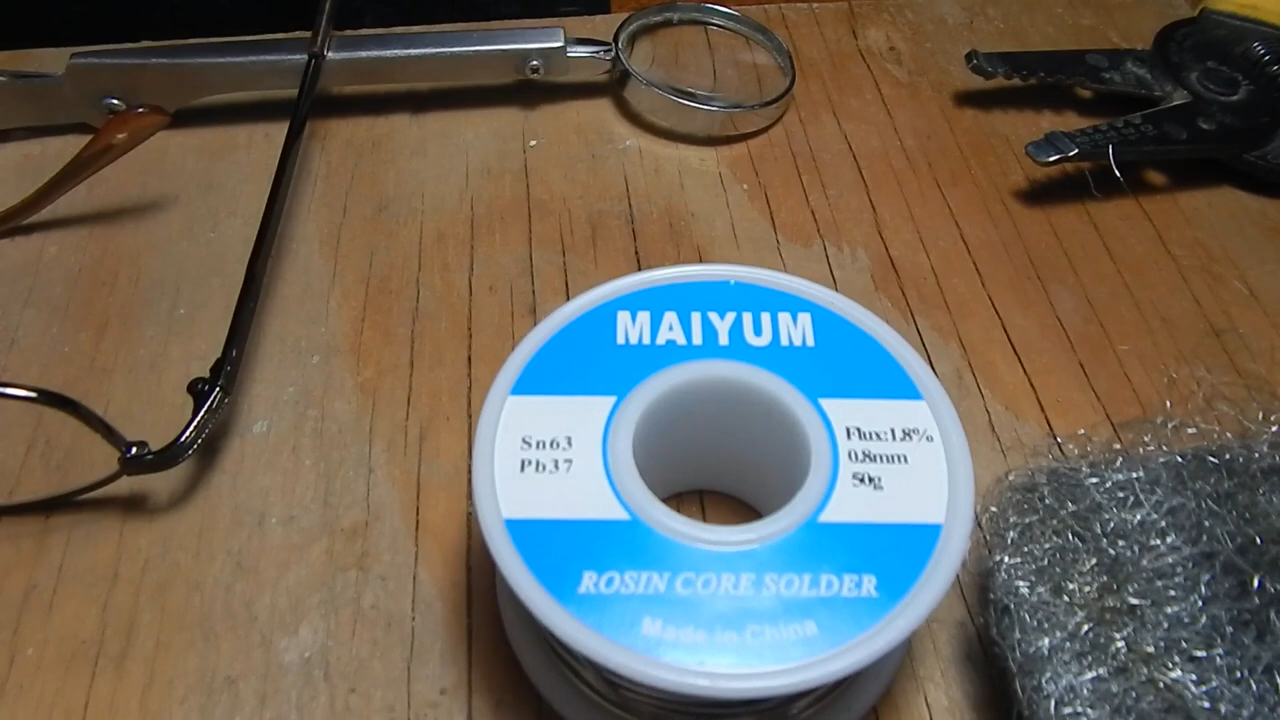 MAIYUM
Sn63
Pb37
Flux:1.8%
0.8mm
50g
ROSIN CORE SOLDER
Made in China